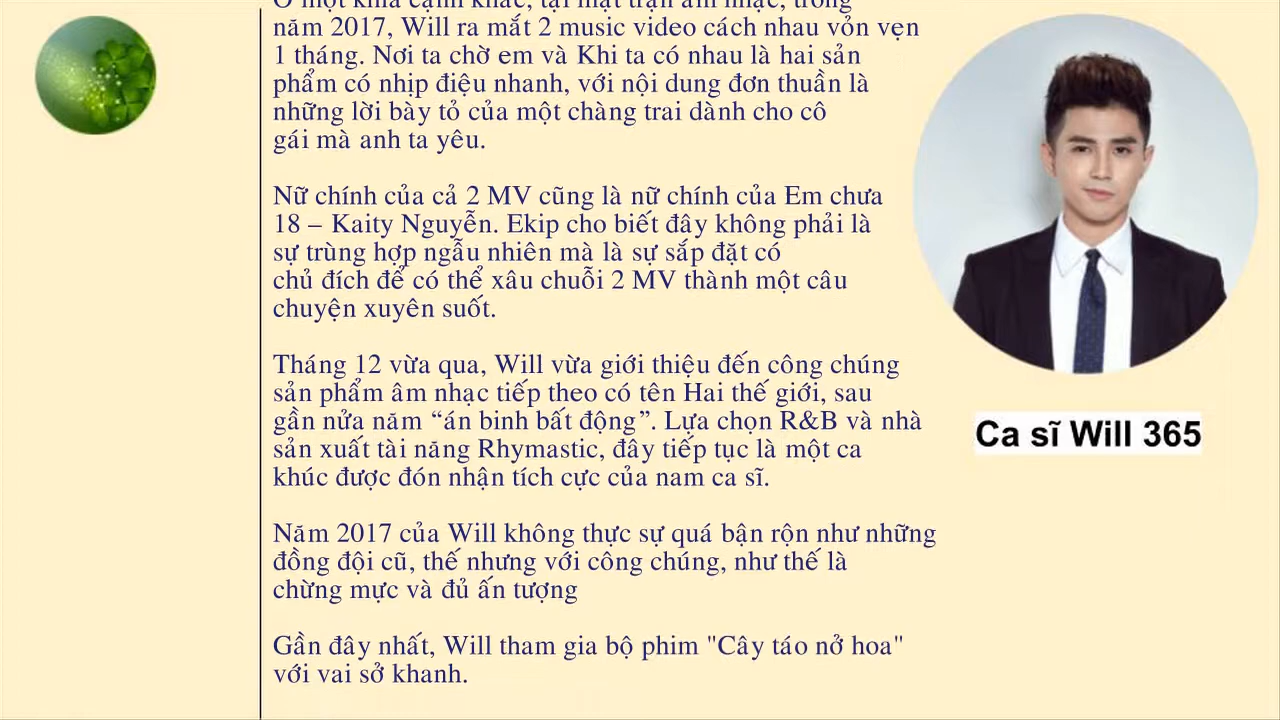 Ở một khía cạnh khác, tại mặt trận âm nhạc, trong
năm 2017, Will ra mắt 2 music video cách nhau vỏn vẹn
1 tháng. Nơi ta chờ em và Khi ta có nhau là hai sản
phẩm có nhịp điệu nhanh, với nội dung đơn thuần là
những lời bày tỏ của một chàng trai dành cho cô
gái mà anh ta yêu.
Nữ chính của cả 2 MV cũng là nữ chính của Em chưa
18 – Kaity Nguyễn. Ekip cho biết đây không phải là
sự trùng hợp ngẫu nhiên mà là sự sắp đặt có
chủ đích để có thể xâu chuỗi 2 MV thành một câu
chuyện xuyên suốt.
Tháng 12 vừa qua, Will vừa giới thiệu đến công chúng
sản phẩm âm nhạc tiếp theo có tên Hai thế giới, sau
gần nửa năm “án binh bất động”. Lựa chọn R&B và nhà
sản xuất tài năng Rhymastic, đây tiếp tục là một ca
khúc được đón nhận tích cực của nam ca sĩ.
Năm 2017 của Will không thực sự quá bận rộn như những
đồng đội cũ, thế nhưng với công chúng, như thế là
chừng mực và đủ ấn tượng
Gần đây nhất, Will tham gia bộ phim "Cây táo nở hoa"
với vai sở khanh.
Ca sĩ Will 365